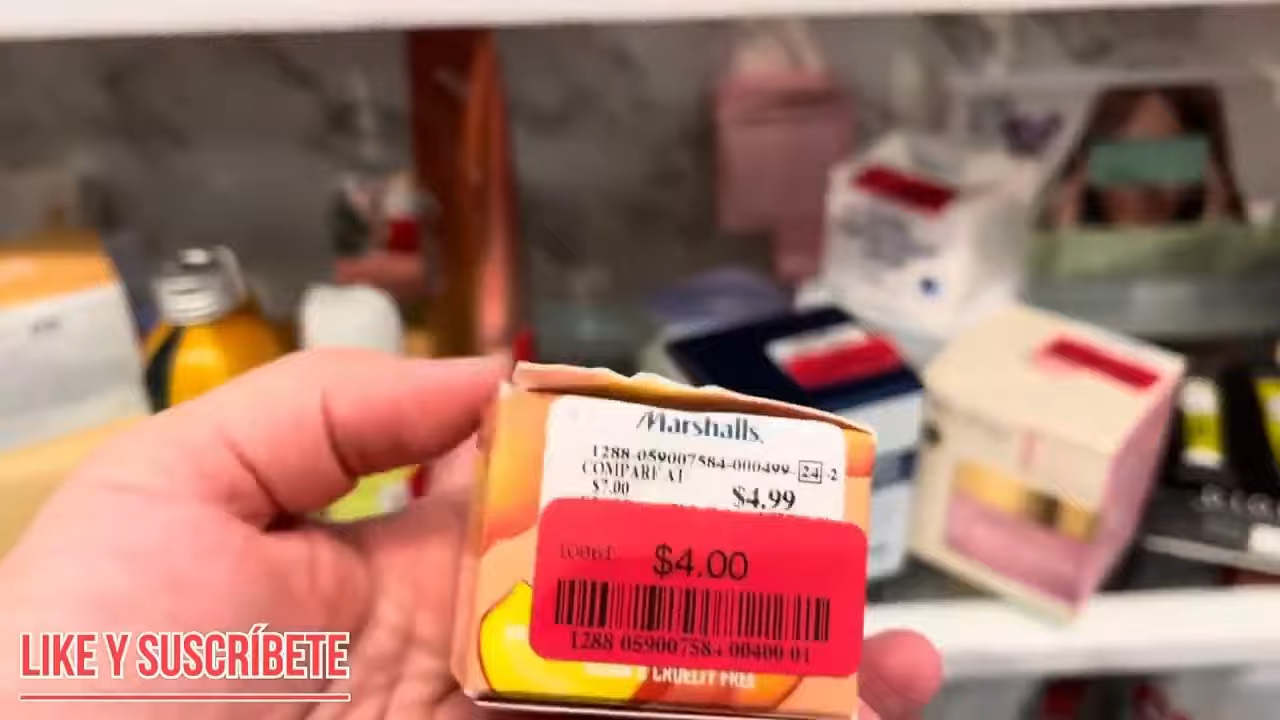 Marshalls.
1288-059007584-000499- 24 -2
COMPARE AT
$7.00
$4.99
$4.00
1288 059007584 00400 01
& CRUELTY FREE
LIKE Y SUSCRÍBETE